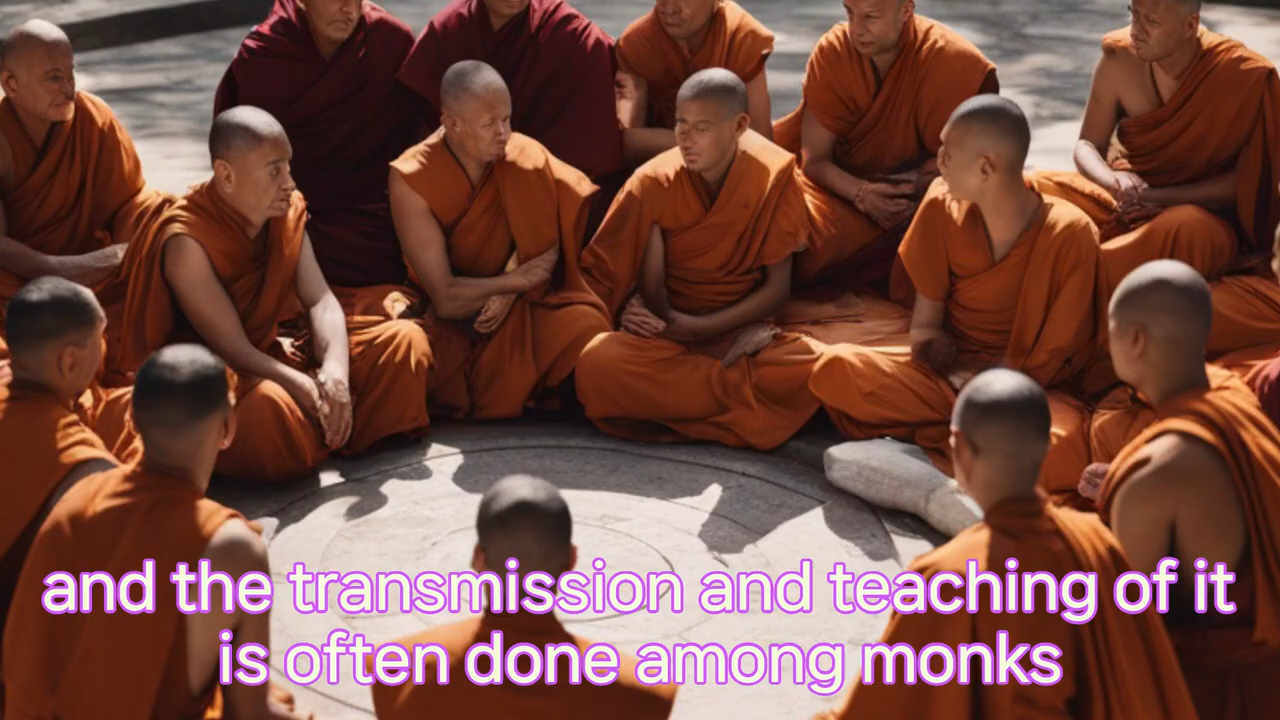 and the transmission and teaching of it
is often done among monks